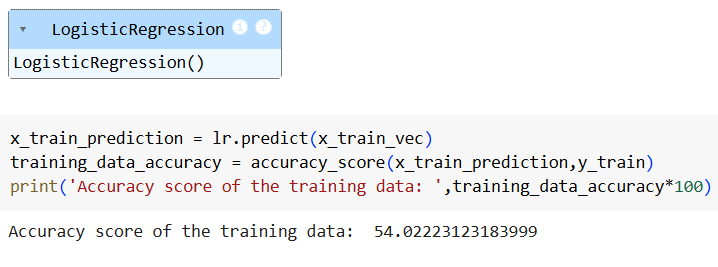 LogisticRegression i ?
LogisticRegression()
x_train_prediction = lr.predict(x_train_vec)
training_data_accuracy = accuracy_score(x_train_prediction,y_train)
print('Accuracy score of the training data: ',training_data_accuracy*100)
Accuracy score of the training data:  54.02223123183999